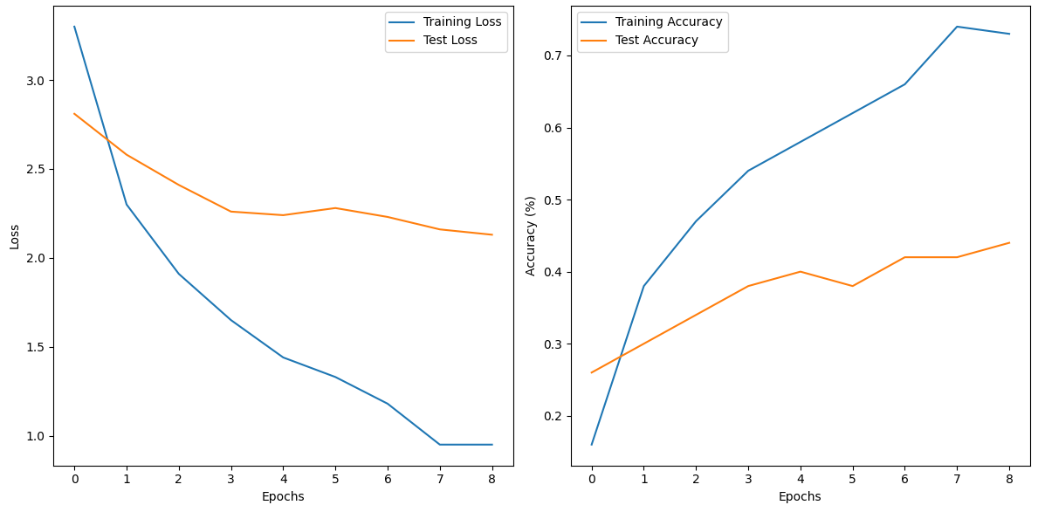 Training Loss
Test Loss
3.0
2.5
2.0
1.5
1.0
Loss
0 1 2 3 4 5 6 7 8
Epochs
Training Accuracy
Test Accuracy
0.7
0.6
0.5
0.4
0.3
0.2
Accuracy (%)
0 1 2 3 4 5 6 7 8
Epochs